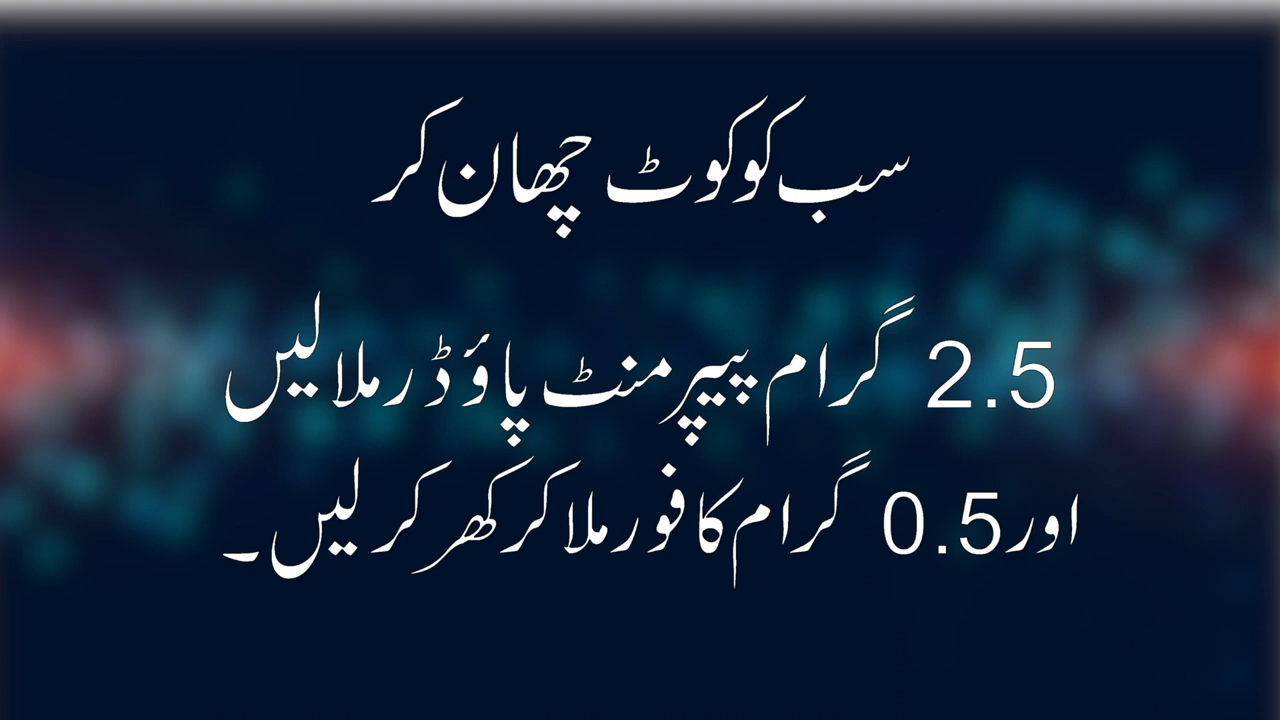 سب کو کوٹ چھان کر
2.5 گرام پیپرمنٹ پاؤڈر ملا لیں
اور 0.5 گرام کافور ملا کر کھر کر لیں۔